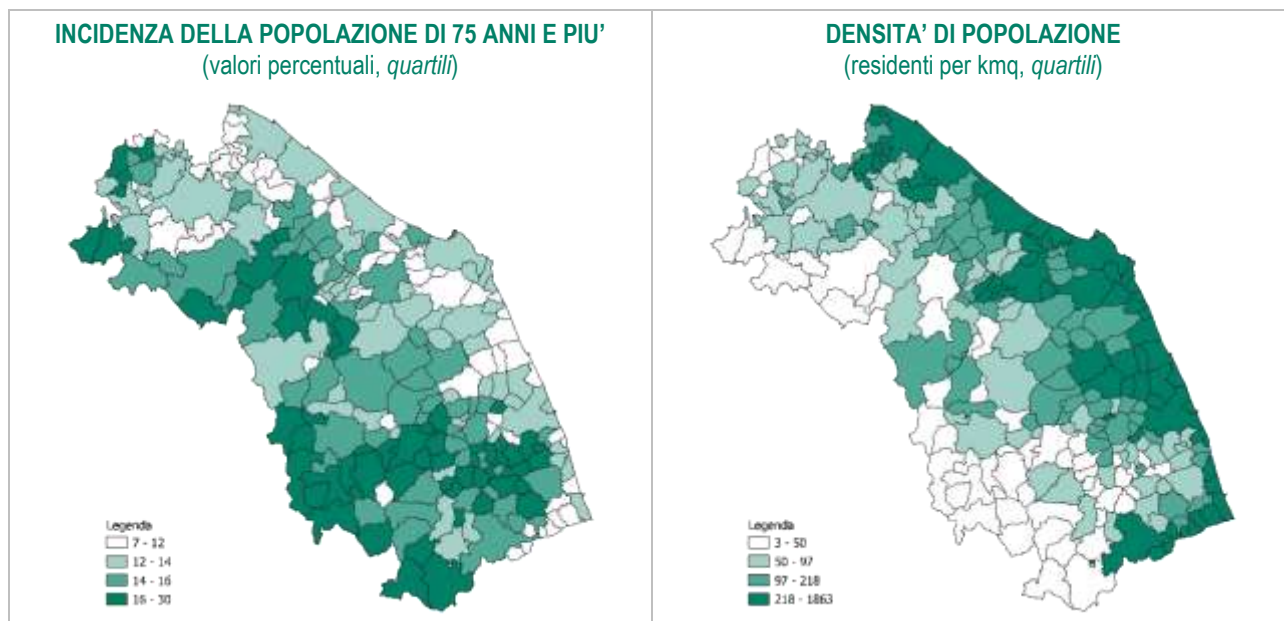 INCIDENZA DELLA POPOLAZIONE DI 75 ANNI E PIU'
(valori percentuali, quartili)
Legenda
7 - 12
12 - 14
14 - 16
16 - 30
DENSITA' DI POPOLAZIONE
(residenti per kmq, quartili)
Legenda
3 - 50
50 - 97
97 - 218
218 - 1863